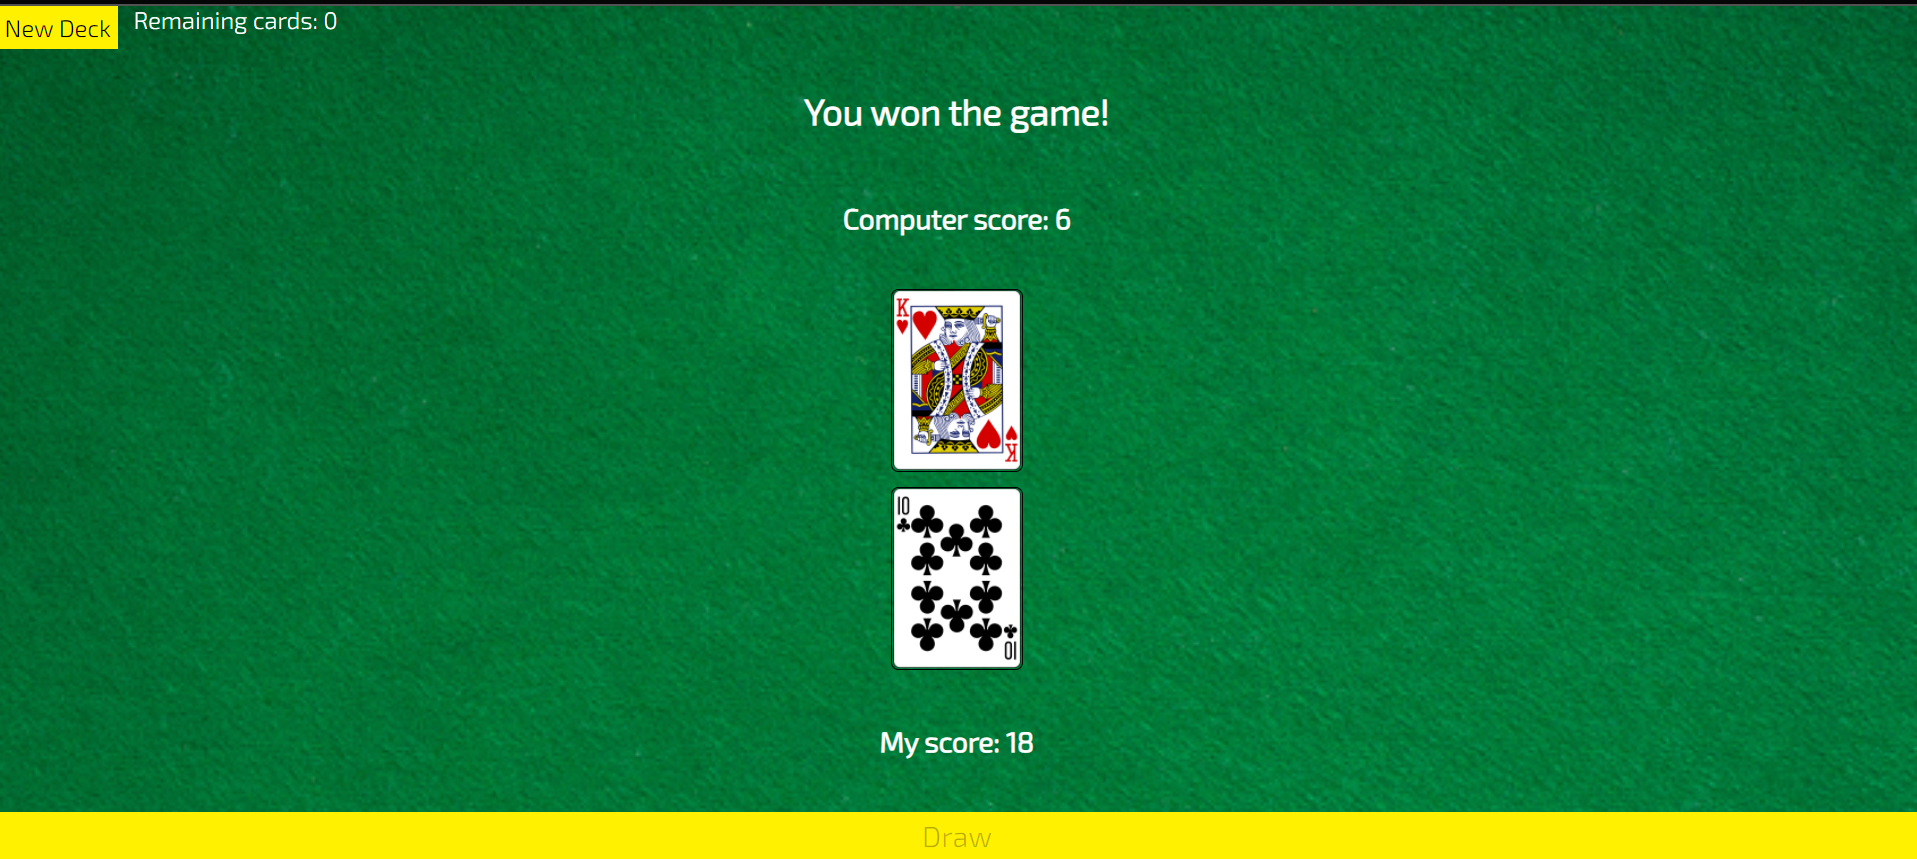 New Deck
Remaining cards: 0
You won the game!
Computer score: 6
K
K
10
10
My score: 18
Draw